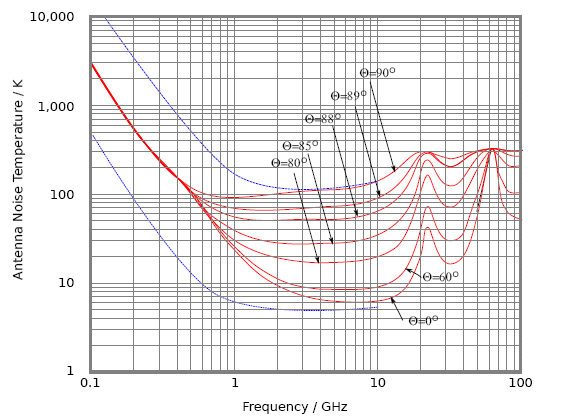 10,000
Θ=90°
Θ=89°
1,000
Θ=88°
Θ=85°
Θ=80°
100
Θ=60°
10
Θ=0°
1
0.1
1
10
100
Antenna Noise Temperature / K
Frequency / GHz